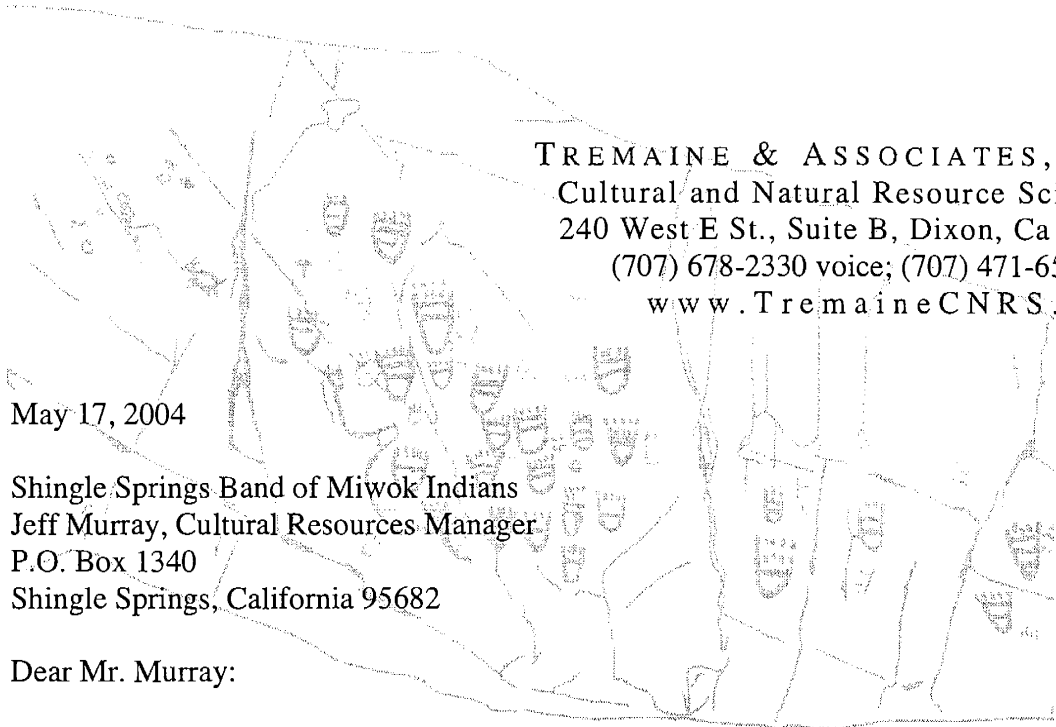 TREMAINE & ASSOCIATES,
Cultural and Natural Resource
240 West E St., Suite B, Dixon, Ca
(707) 678-2330 voice; (707) 471-65
www.TremaineCNRS.
May 17, 2004
Shingle Springs Band of Miwok Indians
Jeff Murray, Cultural Resources Manager
P.O. Box 1340
Shingle Springs, California 95682
Dear Mr. Murray: